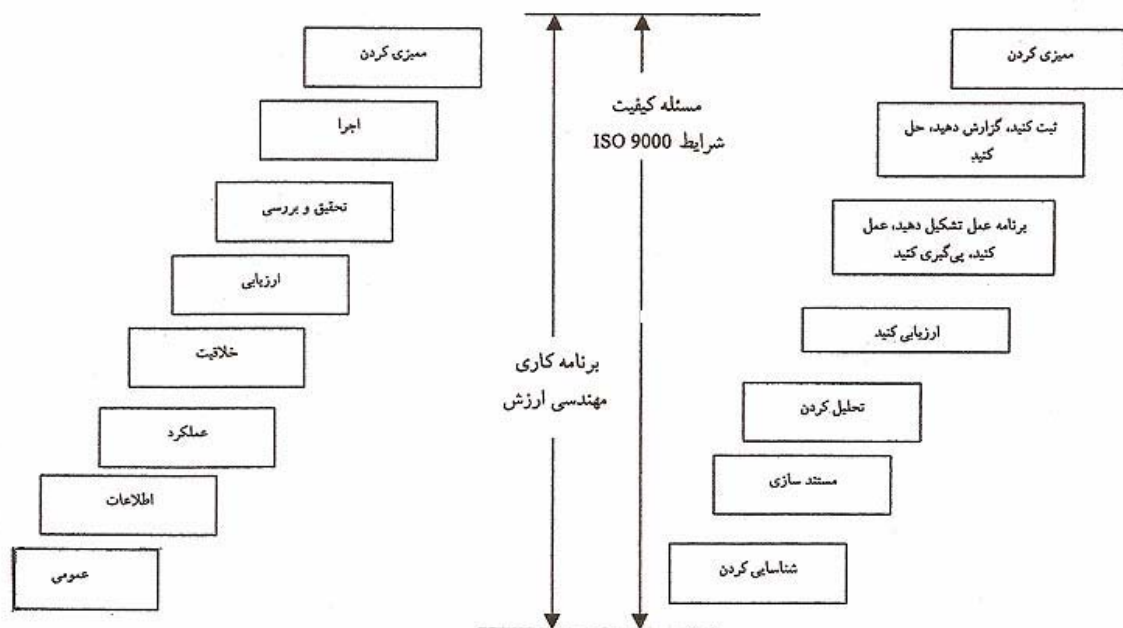 ممیزی کردن
اجرا
تحقیق و بررسی
ارزیابی
خلاقیت
عملکرد
اطلاعات
عمومی
مسئله کیفیت
شرایط ISO 9000
برنامه کاری
مهندسی ارزش
ممیزی کردن
ثبت کنید، گزارش دهید، حل
کنید
برنامه عمل تشکیل دهید، عمل
کنید، پی‌گیری کنید
ارزیابی کنید
تحلیل کردن
مستند سازی
شناسایی کردن